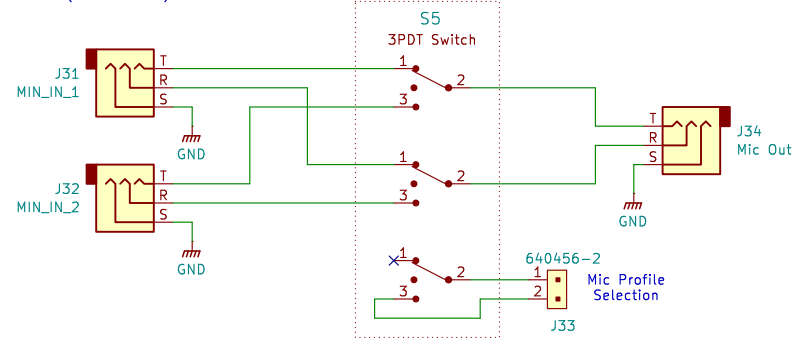 S5
3PDT Switch
J31
MIN_IN_1
T
R
S
GND
1
2
3
J32
MIN_IN_2
T
R
S
GND
1
2
3
T
R
S
J34
Mic Out
GND
1
2
3
640456-2
1
2
Mic Profile
Selection
J33